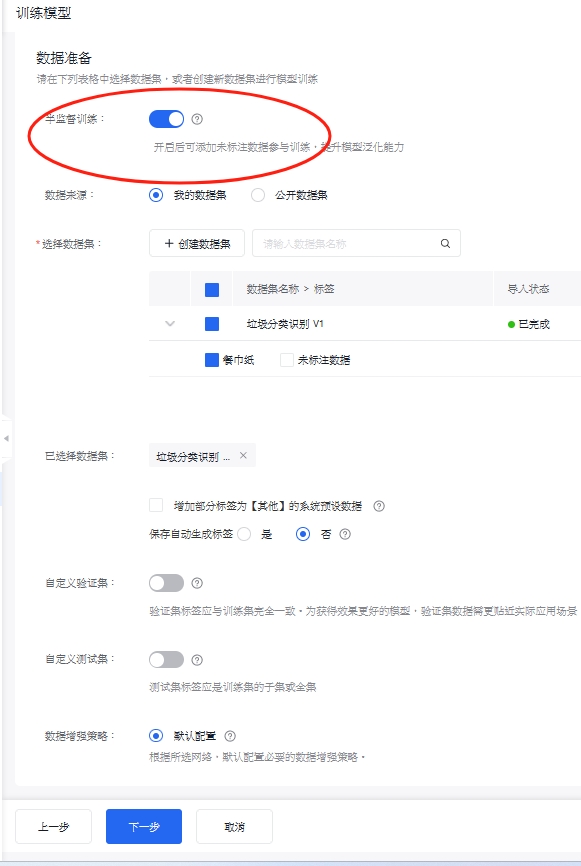 训练模型
数据准备
请在下列表格中选择数据集，或者创建新数据集进行模型训练
半监督训练：
开启后可添加未标注数据参与训练，提升模型泛化能力
数据来源： 我的数据集 公开数据集
*选择数据集： + 创建数据集 请输入数据集名称
数据集名称 > 标签 导入状态
垃圾分类识别 V1 已完成
餐巾纸 未标注数据
已选择数据集： 垃圾分类识别 ... ×
增加部分标签为【其他】的系统预设数据 ?
保存自动生成标签 是 否 ?
自定义验证集： ?
验证集标签应与训练集完全一致。为获得效果更好的模型，验证集数据需更贴近实际应用场景
自定义测试集： ?
测试集标签应是训练集的子集或全集
数据增强策略： 默认配置 ?
根据所选网络，默认配置必要的数据增强策略。
上一步 下一步 取消